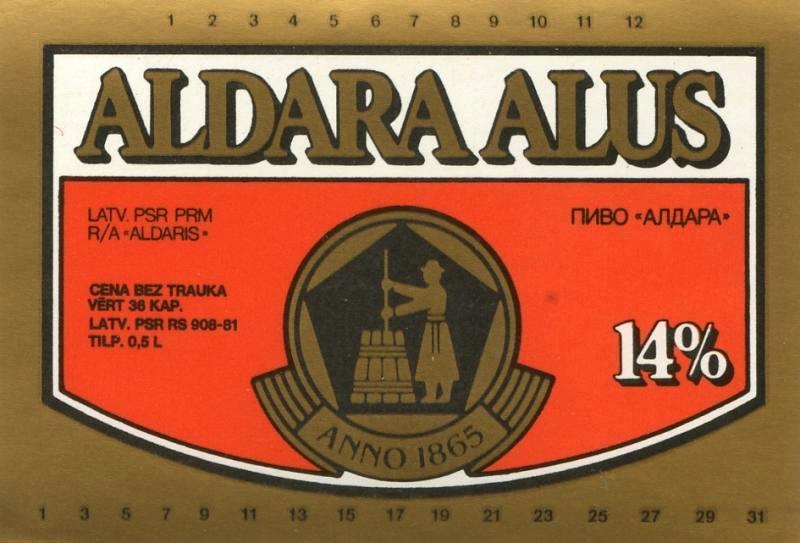 1 2 3 4 5 6 7 8 9 10 11 12
ALDARA ALUS
LATV. PSR PRM
R/A «ALDARIS»
ПИВО «АЛДАРА»
CENA BEZ TRAUKA
VĒRT 36 KAP.
LATV. PSR RS 908-81
TILP. 0,5 L
14%
ANNO 1865
1 3 5 7 9 11 13 15 17 19 21 23 25 27 29 31